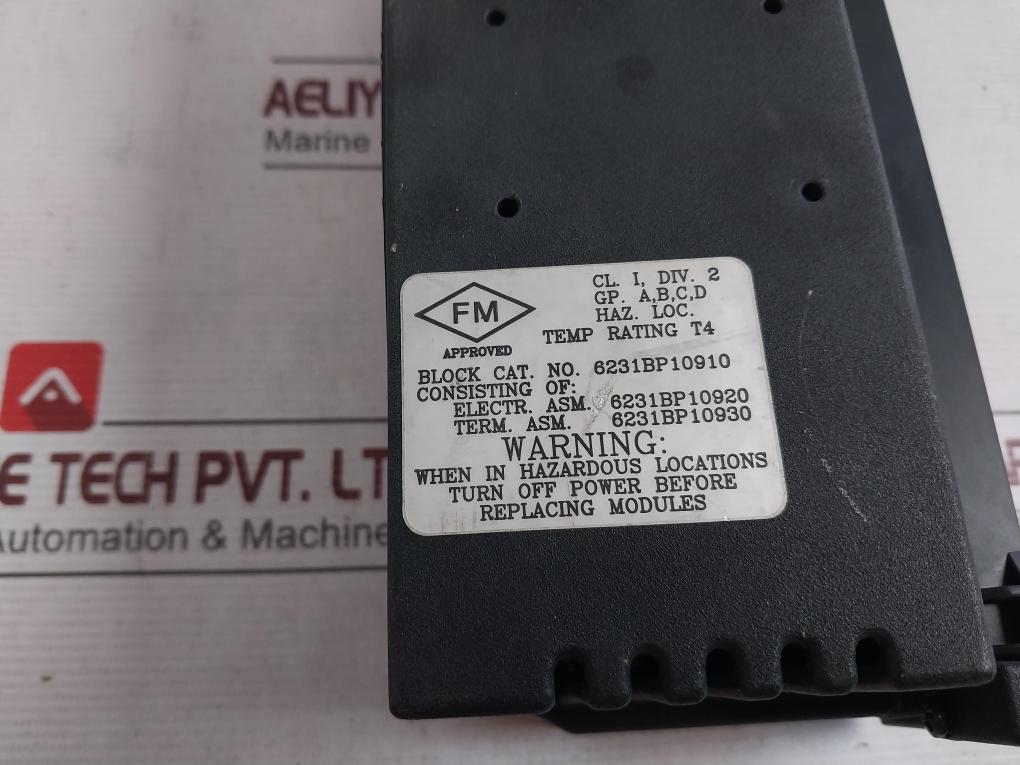 AELIY
Marine
E TECH PVT. LT
Automation & Machine
FM
APPROVED
CL. I, DIV. 2
GP. A,B,C,D
HAZ. LOC.
TEMP RATING T4
BLOCK CAT. NO. 6231BP10910
CONSISTING OF:
ELECTR. ASM. 6231BP10920
TERM. ASM. 6231BP10930
WARNING:
WHEN IN HAZARDOUS LOCATIONS
TURN OFF POWER BEFORE
REPLACING MODULES